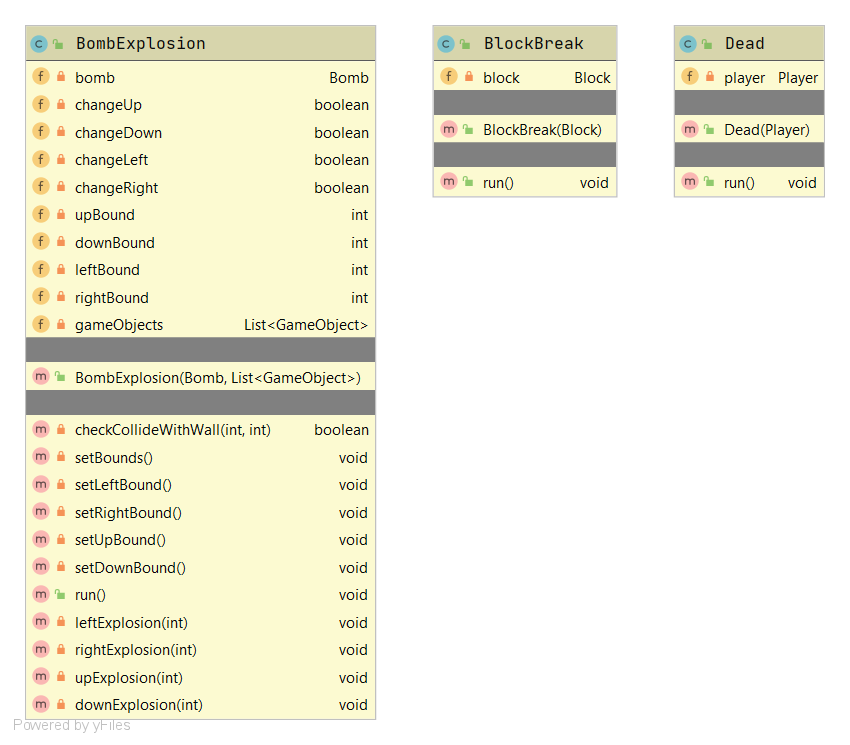 BombExplosion
bomb Bomb
changeUp boolean
changeDown boolean
changeLeft boolean
changeRight boolean
upBound int
downBound int
leftBound int
rightBound int
gameObjects List<GameObject>
BombExplosion(Bomb, List<GameObject>)
checkCollideWithWall(int, int) boolean
setBounds() void
setLeftBound() void
setRightBound() void
setUpBound() void
setDownBound() void
run() void
leftExplosion(int) void
rightExplosion(int) void
upExplosion(int) void
downExplosion(int) void
BlockBreak
block Block
BlockBreak(Block)
run() void
Dead
player Player
Dead(Player)
run() void
Powered by yFiles